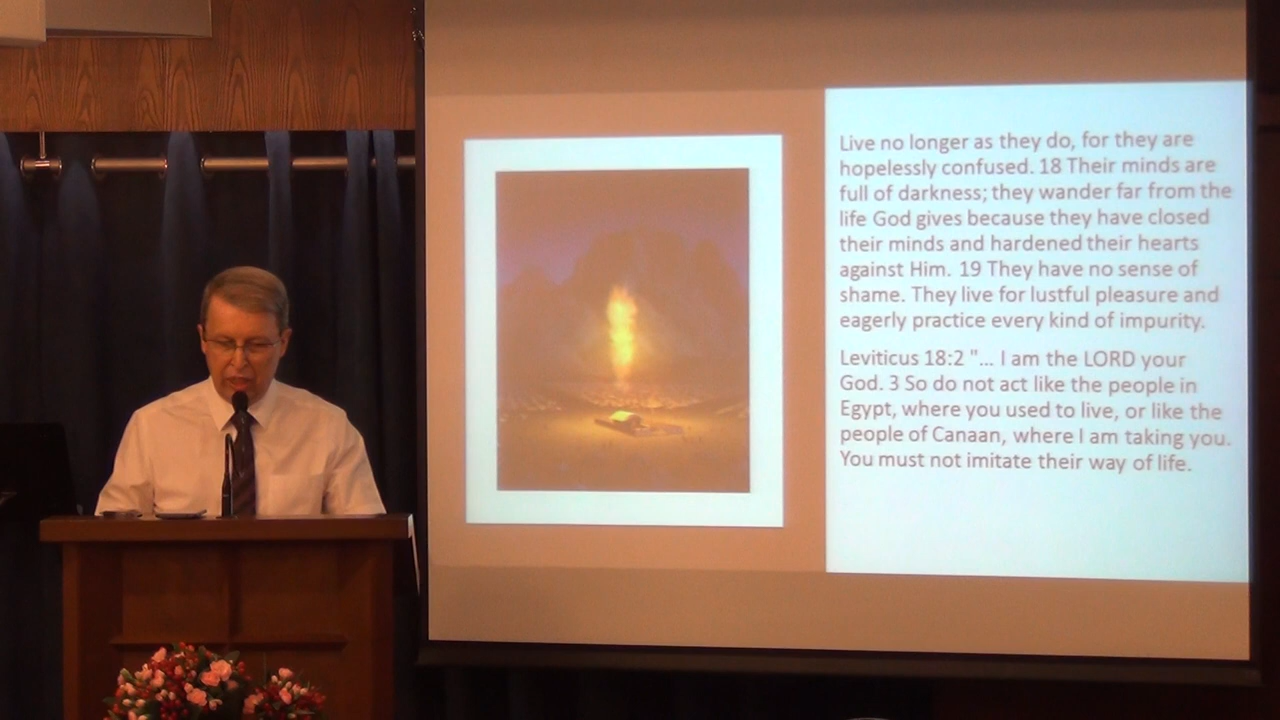 Live no longer as they do, for they are
hopelessly confused. 18 Their minds are
full of darkness; they wander far from the
life God gives because they have closed
their minds and hardened their hearts
against Him. 19 They have no sense of
shame. They live for lustful pleasure and
eagerly practice every kind of impurity.
Leviticus 18:2 "... I am the LORD your
God. 3 So do not act like the people in
Egypt, where you used to live, or like the
people of Canaan, where I am taking you.
You must not imitate their way of life.